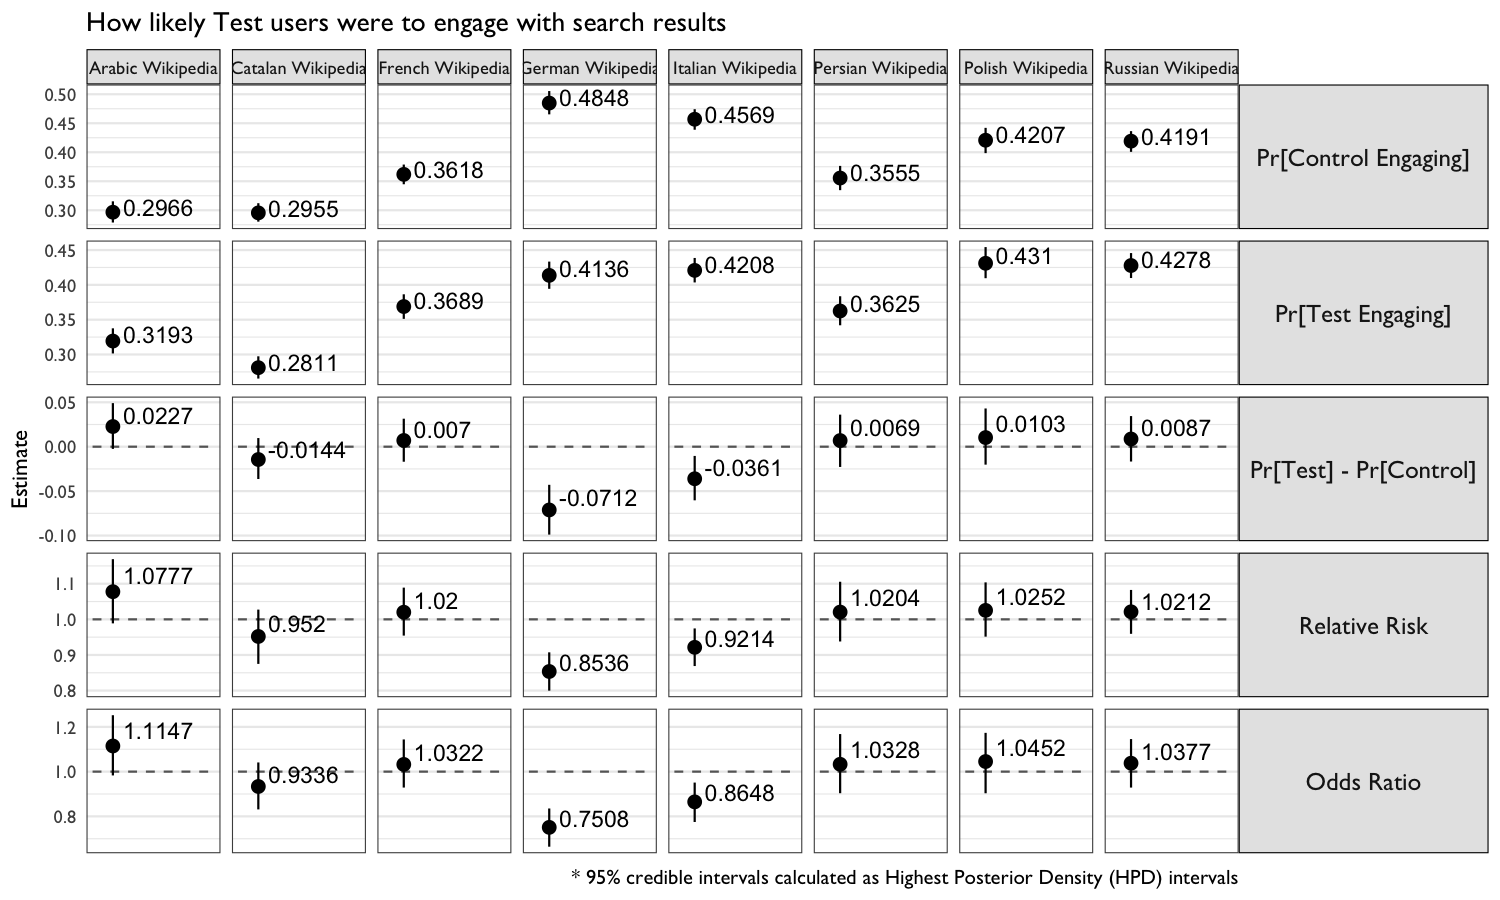 How likely Test users were to engage with search results
Arabic Wikipedia Catalan Wikipedia French Wikipedia German Wikipedia Italian Wikipedia Persian Wikipedia Polish Wikipedia Russian Wikipedia
Estimate
0.50
0.45
0.40
0.35
0.30
0.2966 0.2955 0.3618 0.4848 0.4569 0.3555 0.4207 0.4191
Pr[Control Engaging]
0.45
0.40
0.35
0.30
0.3193 0.2811 0.3689 0.4136 0.4208 0.3625 0.431 0.4278
Pr[Test Engaging]
0.05
0.00
-0.05
-0.10
0.0227 -0.0144 0.007 -0.0712 -0.0361 0.0069 0.0103 0.0087
Pr[Test] - Pr[Control]
1.1
1.0
0.9
0.8
1.0777 0.952 1.02 0.8536 0.9214 1.0204 1.0252 1.0212
Relative Risk
1.2
1.0
0.8
1.1147 0.9336 1.0322 0.7508 0.8648 1.0328 1.0452 1.0377
Odds Ratio
* 95% credible intervals calculated as Highest Posterior Density (HPD) intervals